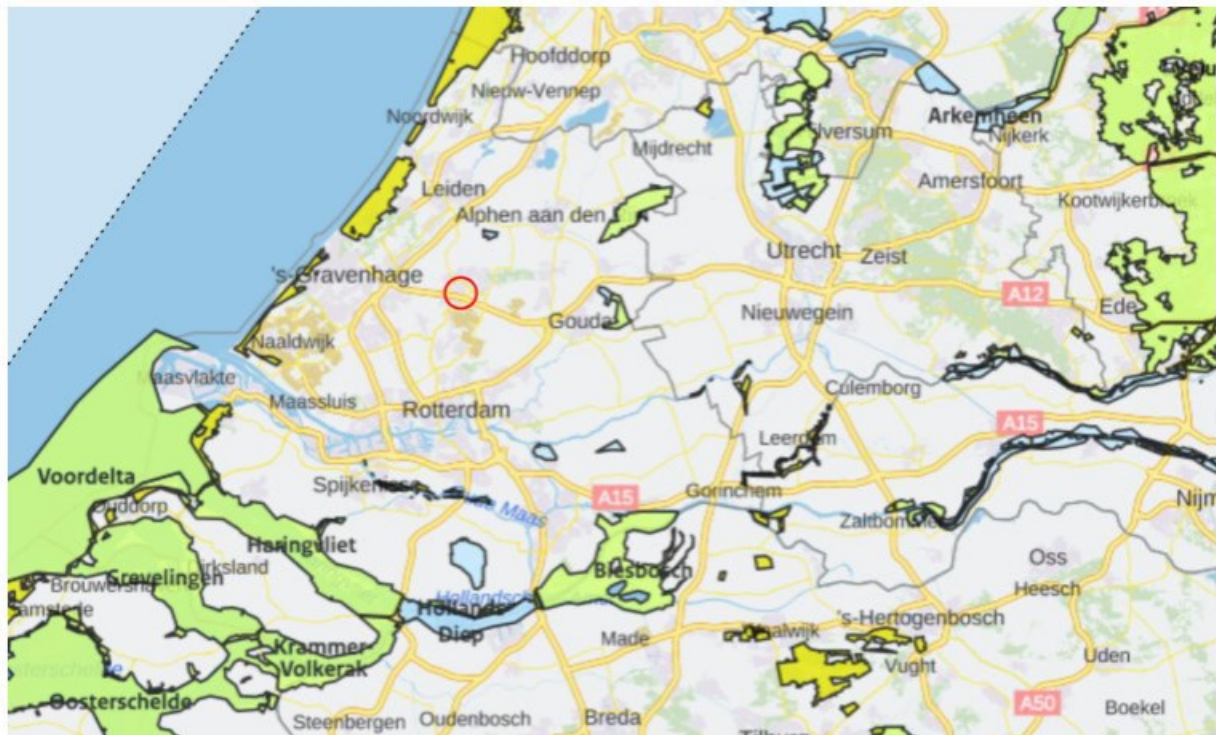 Hoofddorp
Nieuw-Vennep
Noordwijk
Mijdrecht
Arkemheen
Nijkerk
Leiden
Amersfoort
Alphen aan den
Utrecht
Zeist
's-Gravenhage
A12
Ede
Gouda
Nieuwegein
Naaldwijk
Maasvlakte
Maassluis
Culemborg
Rotterdam
A15
Leerdam
Voordelta
Spijkenisse
A15
Gorinchem
Maas
Ouddorp
Zaltbommel
Haringvliet
Oss
Grevelingen
Dirksland
Biesbosch
Heesch
Hollands
Diep
Made
's-Hertogenbosch
Krammer-
Volkerak
Vught
Uden
Oosterschelde
A50
Boekel
Steenbergen
Oudenbosch
Breda